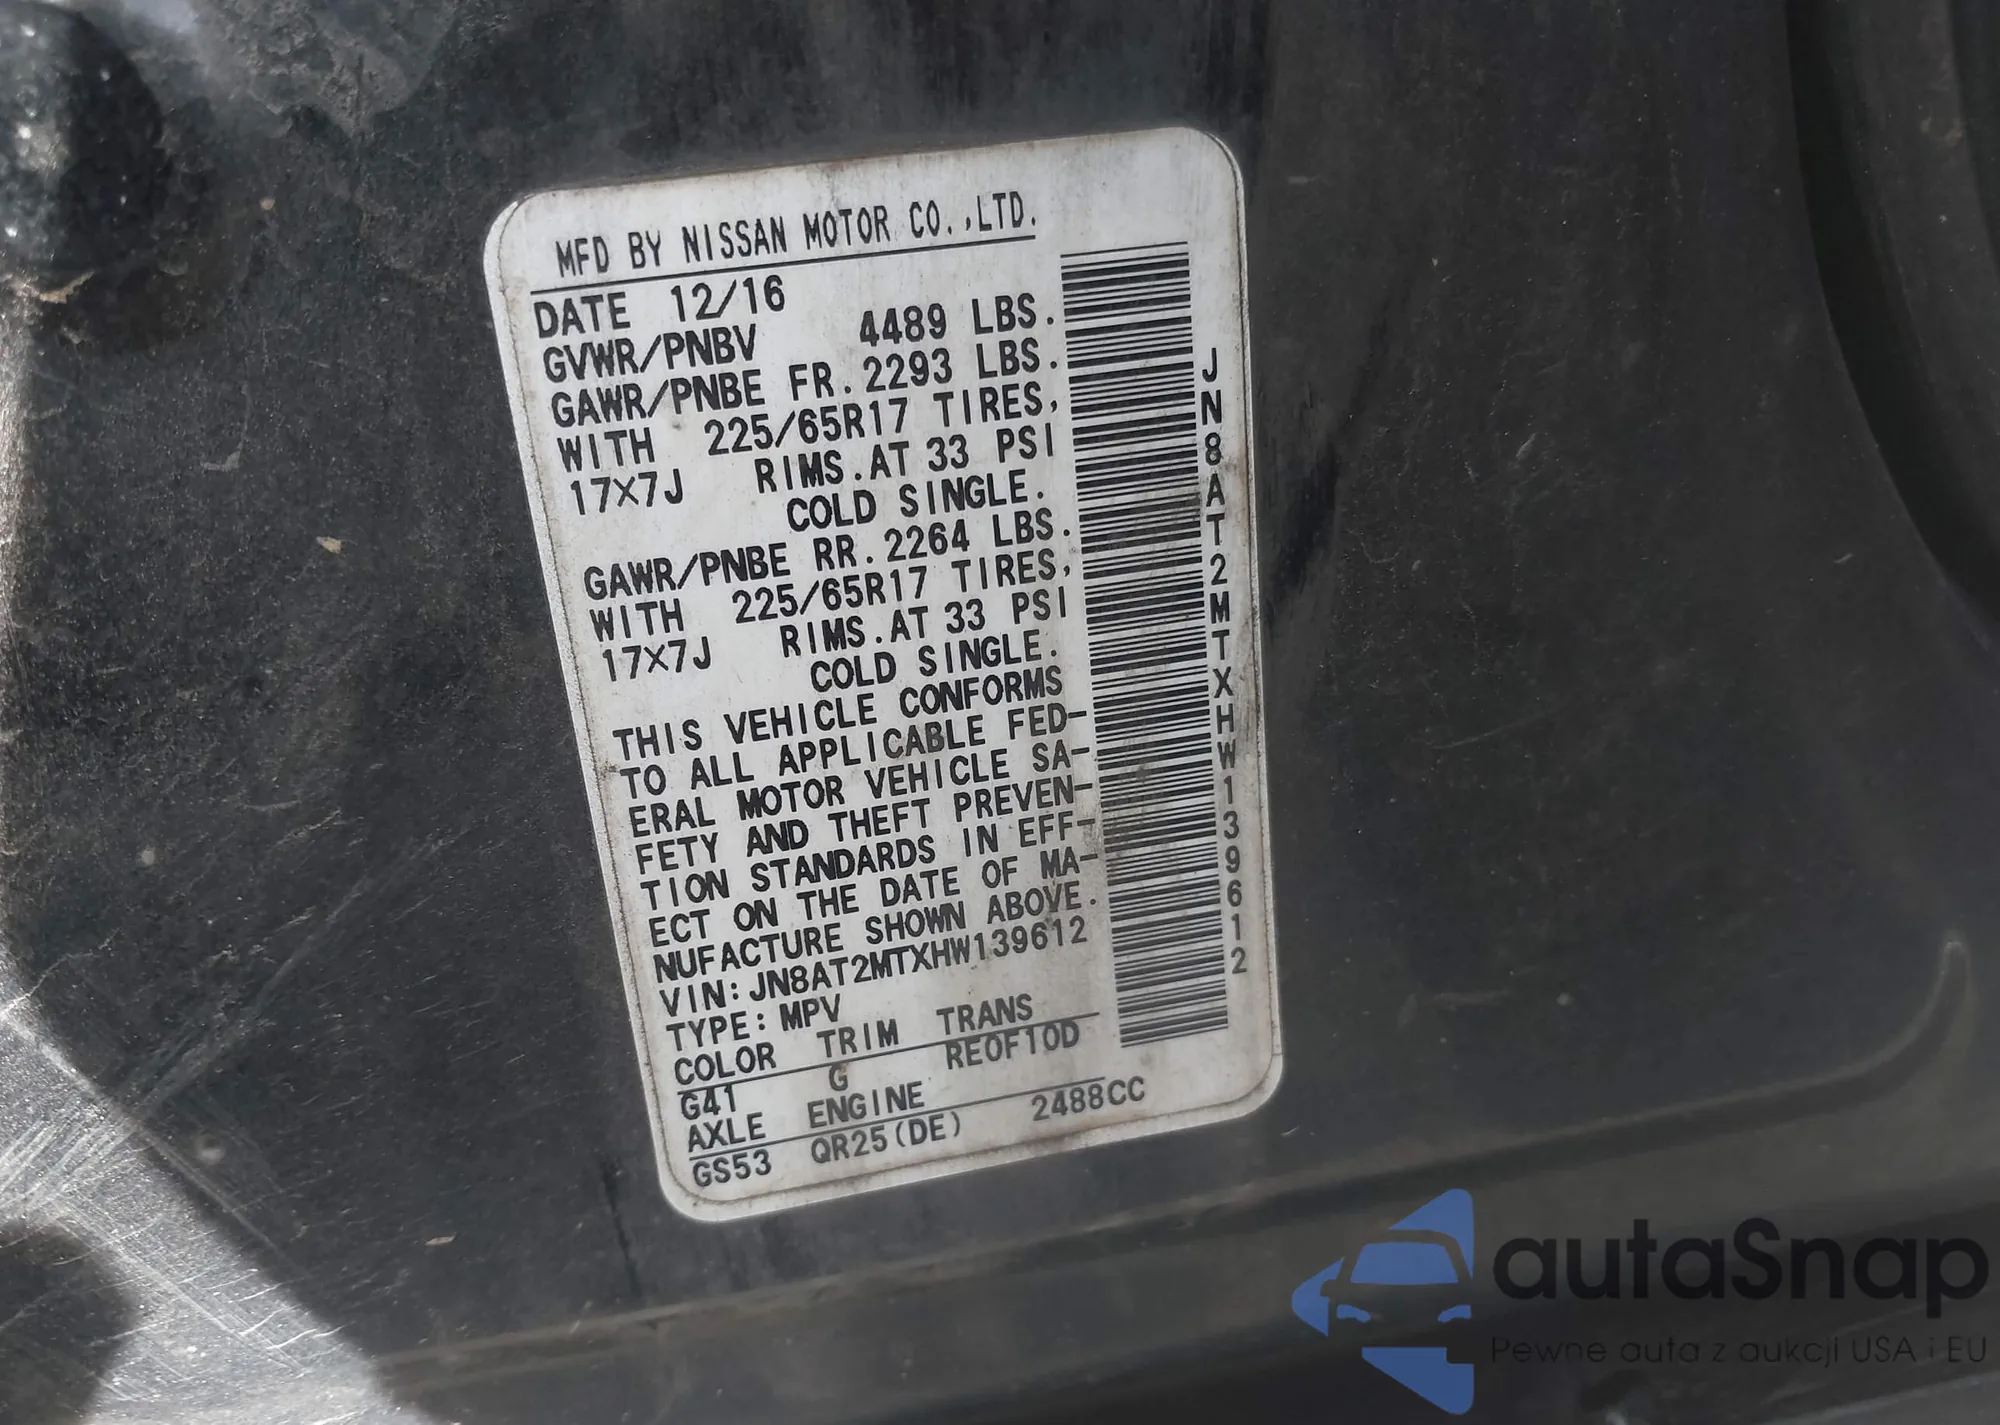 MFD BY NISSAN MOTOR CO.,LTD.
DATE 12/16
GVWR/PNBV 4489 LBS.
GAWR/PNBE FR.2293 LBS.
WITH 225/65R17 TIRES,
17X7J RIMS.AT 33 PSI
COLD SINGLE.
GAWR/PNBE RR.2264 LBS.
WITH 225/65R17 TIRES,
17X7J RIMS.AT 33 PSI
COLD SINGLE.
THIS VEHICLE CONFORMS
TO ALL APPLICABLE FED-
ERAL MOTOR VEHICLE SA-
FETY AND THEFT PREVEN-
TION STANDARDS IN EFF-
ECT ON THE DATE OF MA-
NUFACTURE SHOWN ABOVE.
VIN:JN8AT2MTXHW139612
TYPE:MPV
COLOR TRIM TRANS
G41 G RE0F10D
AXLE ENGINE
GS53 QR25(DE) 2488CC
JN8AT2MTXHW139612
autaSnap
Pewne auta z aukcji USA i EU